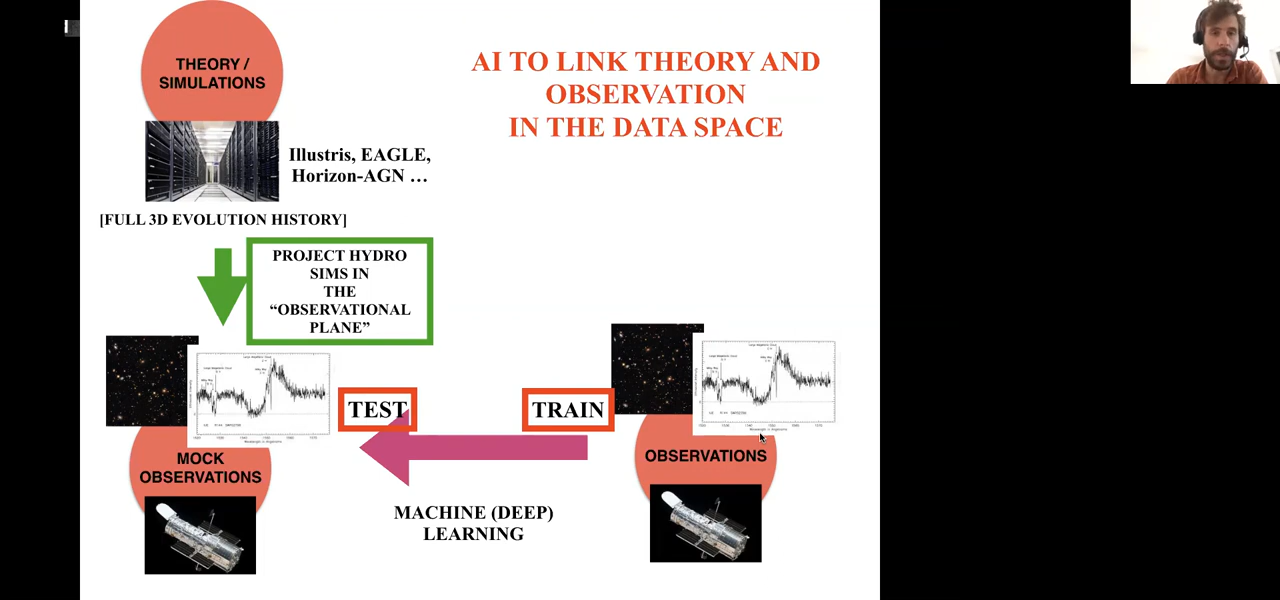 THEORY /
SIMULATIONS
AI TO LINK THEORY AND
OBSERVATION
IN THE DATA SPACE
Illustris, EAGLE,
Horizon-AGN …
[FULL 3D EVOLUTION HISTORY]
PROJECT HYDRO
SIMS IN
THE
“OBSERVATIONAL
PLANE”
TEST
TRAIN
MOCK
OBSERVATIONS
OBSERVATIONS
MACHINE (DEEP)
LEARNING